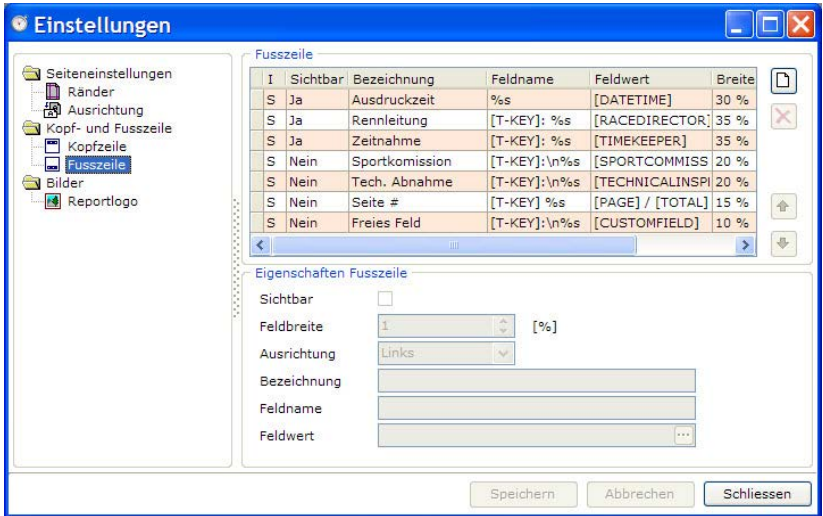 Einstellungen
Seiteneinstellungen
Ränder
Ausrichtung
Kopf- und Fusszeile
Kopfzeile
Fusszeile
Bilder
Reportlogo
Fusszeile
I Sichtbar Bezeichnung Feldname Feldwert Breite
S Ja Ausdruckzeit %s [DATETIME] 30 %
S Ja Rennleitung [T-KEY]: %s [RACEDIRECTOR] 35 %
S Ja Zeitnahme [T-KEY]: %s [TIMEKEEPER] 35 %
S Nein Sportkomission [T-KEY]:\n%s [SPORTCOMMISS 20 %
S Nein Tech. Abnahme [T-KEY]:\n%s [TECHNICALINSPI 20 %
S Nein Seite # [T-KEY] %s [PAGE] / [TOTAL] 15 %
S Nein Freies Feld [T-KEY]:\n%s [CUSTOMFIELD] 10 %
Eigenschaften Fusszeile
Sichtbar
Feldbreite 1 [%]
Ausrichtung Links
Bezeichnung
Feldname
Feldwert ...
Speichern Abbrechen Schliessen